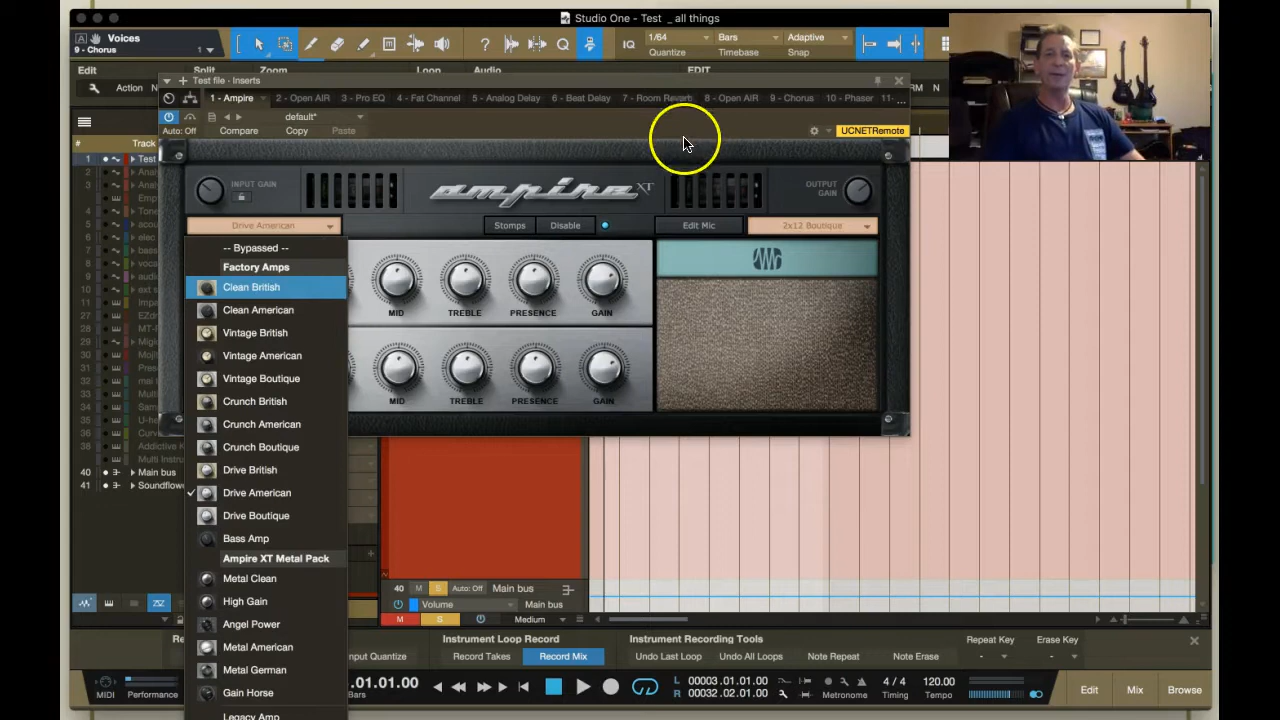 Studio One - Test _ all things
Voices
9 - Chorus
1
IQ
1/64
Bars
Adaptive
Quantize
Timebase
Snap
Edit
Split
Zoom
Loop
Audio
EDIT
Action
Test file - Inserts
1 - Ampire
2 - Open AIR
3 - Pro EQ
4 - Fat Channel
5 - Analog Delay
6 - Beat Delay
7 - Room Reverb
8 - Open AIR
9 - Chorus
10 - Phaser
11-
default*
Auto: Off
Compare
Copy
Paste
UCNETRemote
# Track
1 Test
INPUT GAIN
ampire XT
OUTPUT GAIN
Drive American
Stomps
Disable
Edit Mic
2x12 Boutique
-- Bypassed --
Factory Amps
Clean British
Clean American
Vintage British
Vintage American
Vintage Boutique
Crunch British
Crunch American
Crunch Boutique
Drive British
Drive American
Drive Boutique
Bass Amp
Ampire XT Metal Pack
Metal Clean
High Gain
Angel Power
Metal American
Metal German
Gain Horse
Legacy Amp
MID
TREBLE
PRESENCE
GAIN
MID
TREBLE
PRESENCE
GAIN
40 Main bus
41 Soundflow
40 M S Auto: Off Main bus
Volume
Main bus
M S
Medium
Instrument Loop Record
Instrument Recording Tools
Input Quantize
Record Takes
Record Mix
Undo Last Loop
Undo All Loops
Note Repeat
Note Erase
Repeat Key
Erase Key
MIDI
Performance
.01.01.00
Bars
L 00003.01.01.00
R 00032.02.01.00
Metronome
4 / 4
Timing
120.00
Tempo
Edit
Mix
Browse